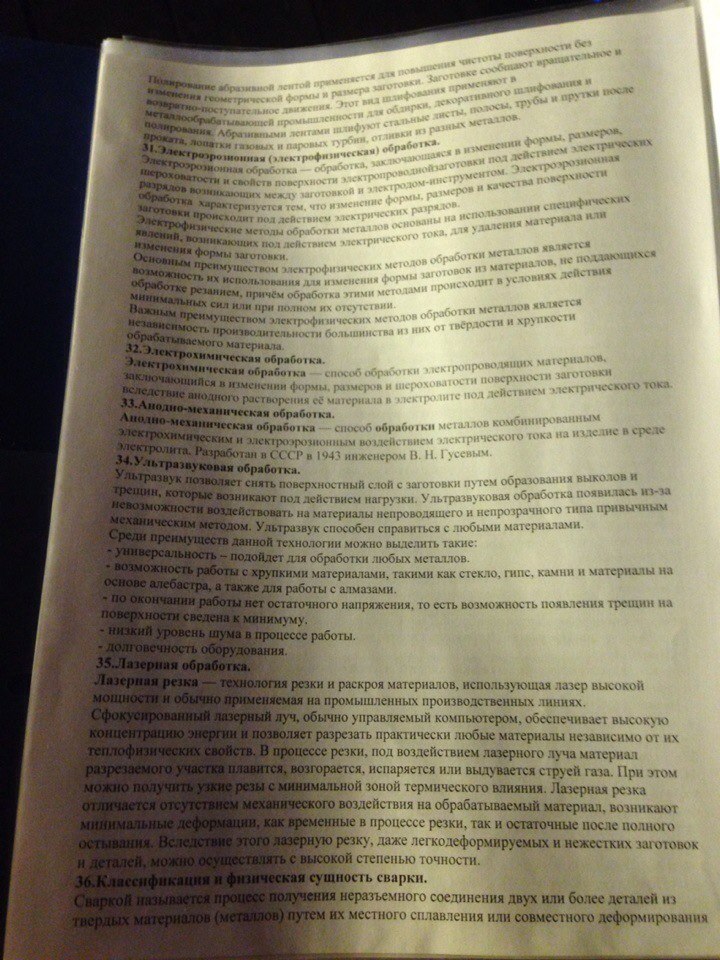 Полирование абразивной лентой применяется для повышения чистоты поверхности без
изменения геометрической формы и размера заготовки. Заготовке сообщают вращательное и
возвратно-поступательное движения. Этот вид шлифования применяют в
металлообрабатывающей промышленности для обдирки, декоративного шлифования и
полирования. Абразивными лентами шлифуют стальные листы, полосы, трубы и прутки после
проката, лопатки газовых и паровых турбин, отливки из разных металлов.
31.Электроэрозионная (электрофизическая) обработка.
Электроэрозионная обработка — обработка, заключающаяся в изменении формы, размеров,
шероховатости и свойств поверхности электропроводнойзаготовки под действием электрических
разрядов возникающих между заготовкой и электродом-инструментом. Электроэрозионная
обработка характеризуется тем, что изменение формы, размеров и качества поверхности
заготовки происходит под действием электрических разрядов.
Электрофизические методы обработки металлов основаны на использовании специфических
явлений, возникающих под действием электрического тока, для удаления материала или
изменения формы заготовки.
Основным преимуществом электрофизических методов обработки металлов является
возможность их использования для изменения формы заготовок из материалов, не поддающихся
обработке резанием, причём обработка этими методами происходит в условиях действия
минимальных сил или при полном их отсутствии.
Важным преимуществом электрофизических методов обработки металлов является
независимость производительности большинства из них от твёрдости и хрупкости
обрабатываемого материала.
32.Электрохимическая обработка.
Электрохимическая обработка — способ обработки электропроводящих материалов,
заключающийся в изменении формы, размеров и шероховатости поверхности заготовки
вследствие анодного растворения её материала в электролите под действием электрического тока.
33.Анодно-механическая обработка.
Анодно-механическая обработка — способ обработки металлов комбинированным
электрохимическим и электроэрозионным воздействием электрического тока на изделие в среде
электролита. Разработан в СССР в 1943 инженером В. Н. Гусевым.
34.Ультразвуковая обработка.
Ультразвук позволяет снять поверхностный слой с заготовки путем образования выколов и
трещин, которые возникают под действием нагрузки. Ультразвуковая обработка появилась из-за
невозможности воздействовать на материалы непроводящего и непрозрачного типа привычным
механическим методом. Ультразвук способен справиться с любыми материалами.
Среди преимуществ данной технологии можно выделить такие:
- универсальность – подойдет для обработки любых металлов.
- возможность работы с хрупкими материалами, такими как стекло, гипс, камни и материалы на
основе алебастра, а также для работы с алмазами.
- по окончании работы нет остаточного напряжения, то есть возможность появления трещин на
поверхности сведена к минимуму.
- низкий уровень шума в процессе работы.
- долговечность оборудования.
35.Лазерная обработка.
Лазерная резка — технология резки и раскроя материалов, использующая лазер высокой
мощности и обычно применяемая на промышленных производственных линиях.
Сфокусированный лазерный луч, обычно управляемый компьютером, обеспечивает высокую
концентрацию энергии и позволяет разрезать практически любые материалы независимо от их
теплофизических свойств. В процессе резки, под воздействием лазерного луча материал
разрезаемого участка плавится, возгорается, испаряется или выдувается струей газа. При этом
можно получить узкие резы с минимальной зоной термического влияния. Лазерная резка
отличается отсутствием механического воздействия на обрабатываемый материал, возникают
минимальные деформации, как временные в процессе резки, так и остаточные после полного
остывания. Вследствие этого лазерную резку, даже легкодеформируемых и нежестких заготовок
и деталей, можно осуществлять с высокой степенью точности.
36.Классификация и физическая сущность сварки.
Сваркой называется процесс получения неразъемного соединения двух или более деталей из
твердых материалов (металлов) путем их местного сплавления или совместного деформирования